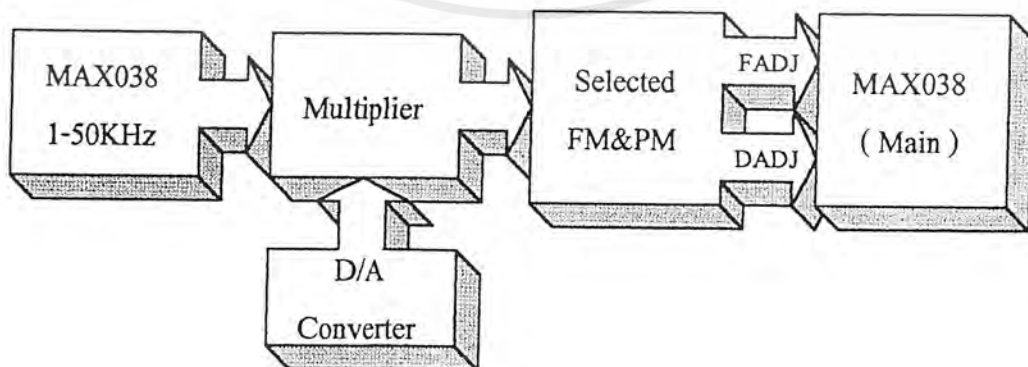 MAX038
1-50KHz
Multiplier
D/A
Converter
Selected
FM&PM
FADJ
DADJ
MAX038
( Main )